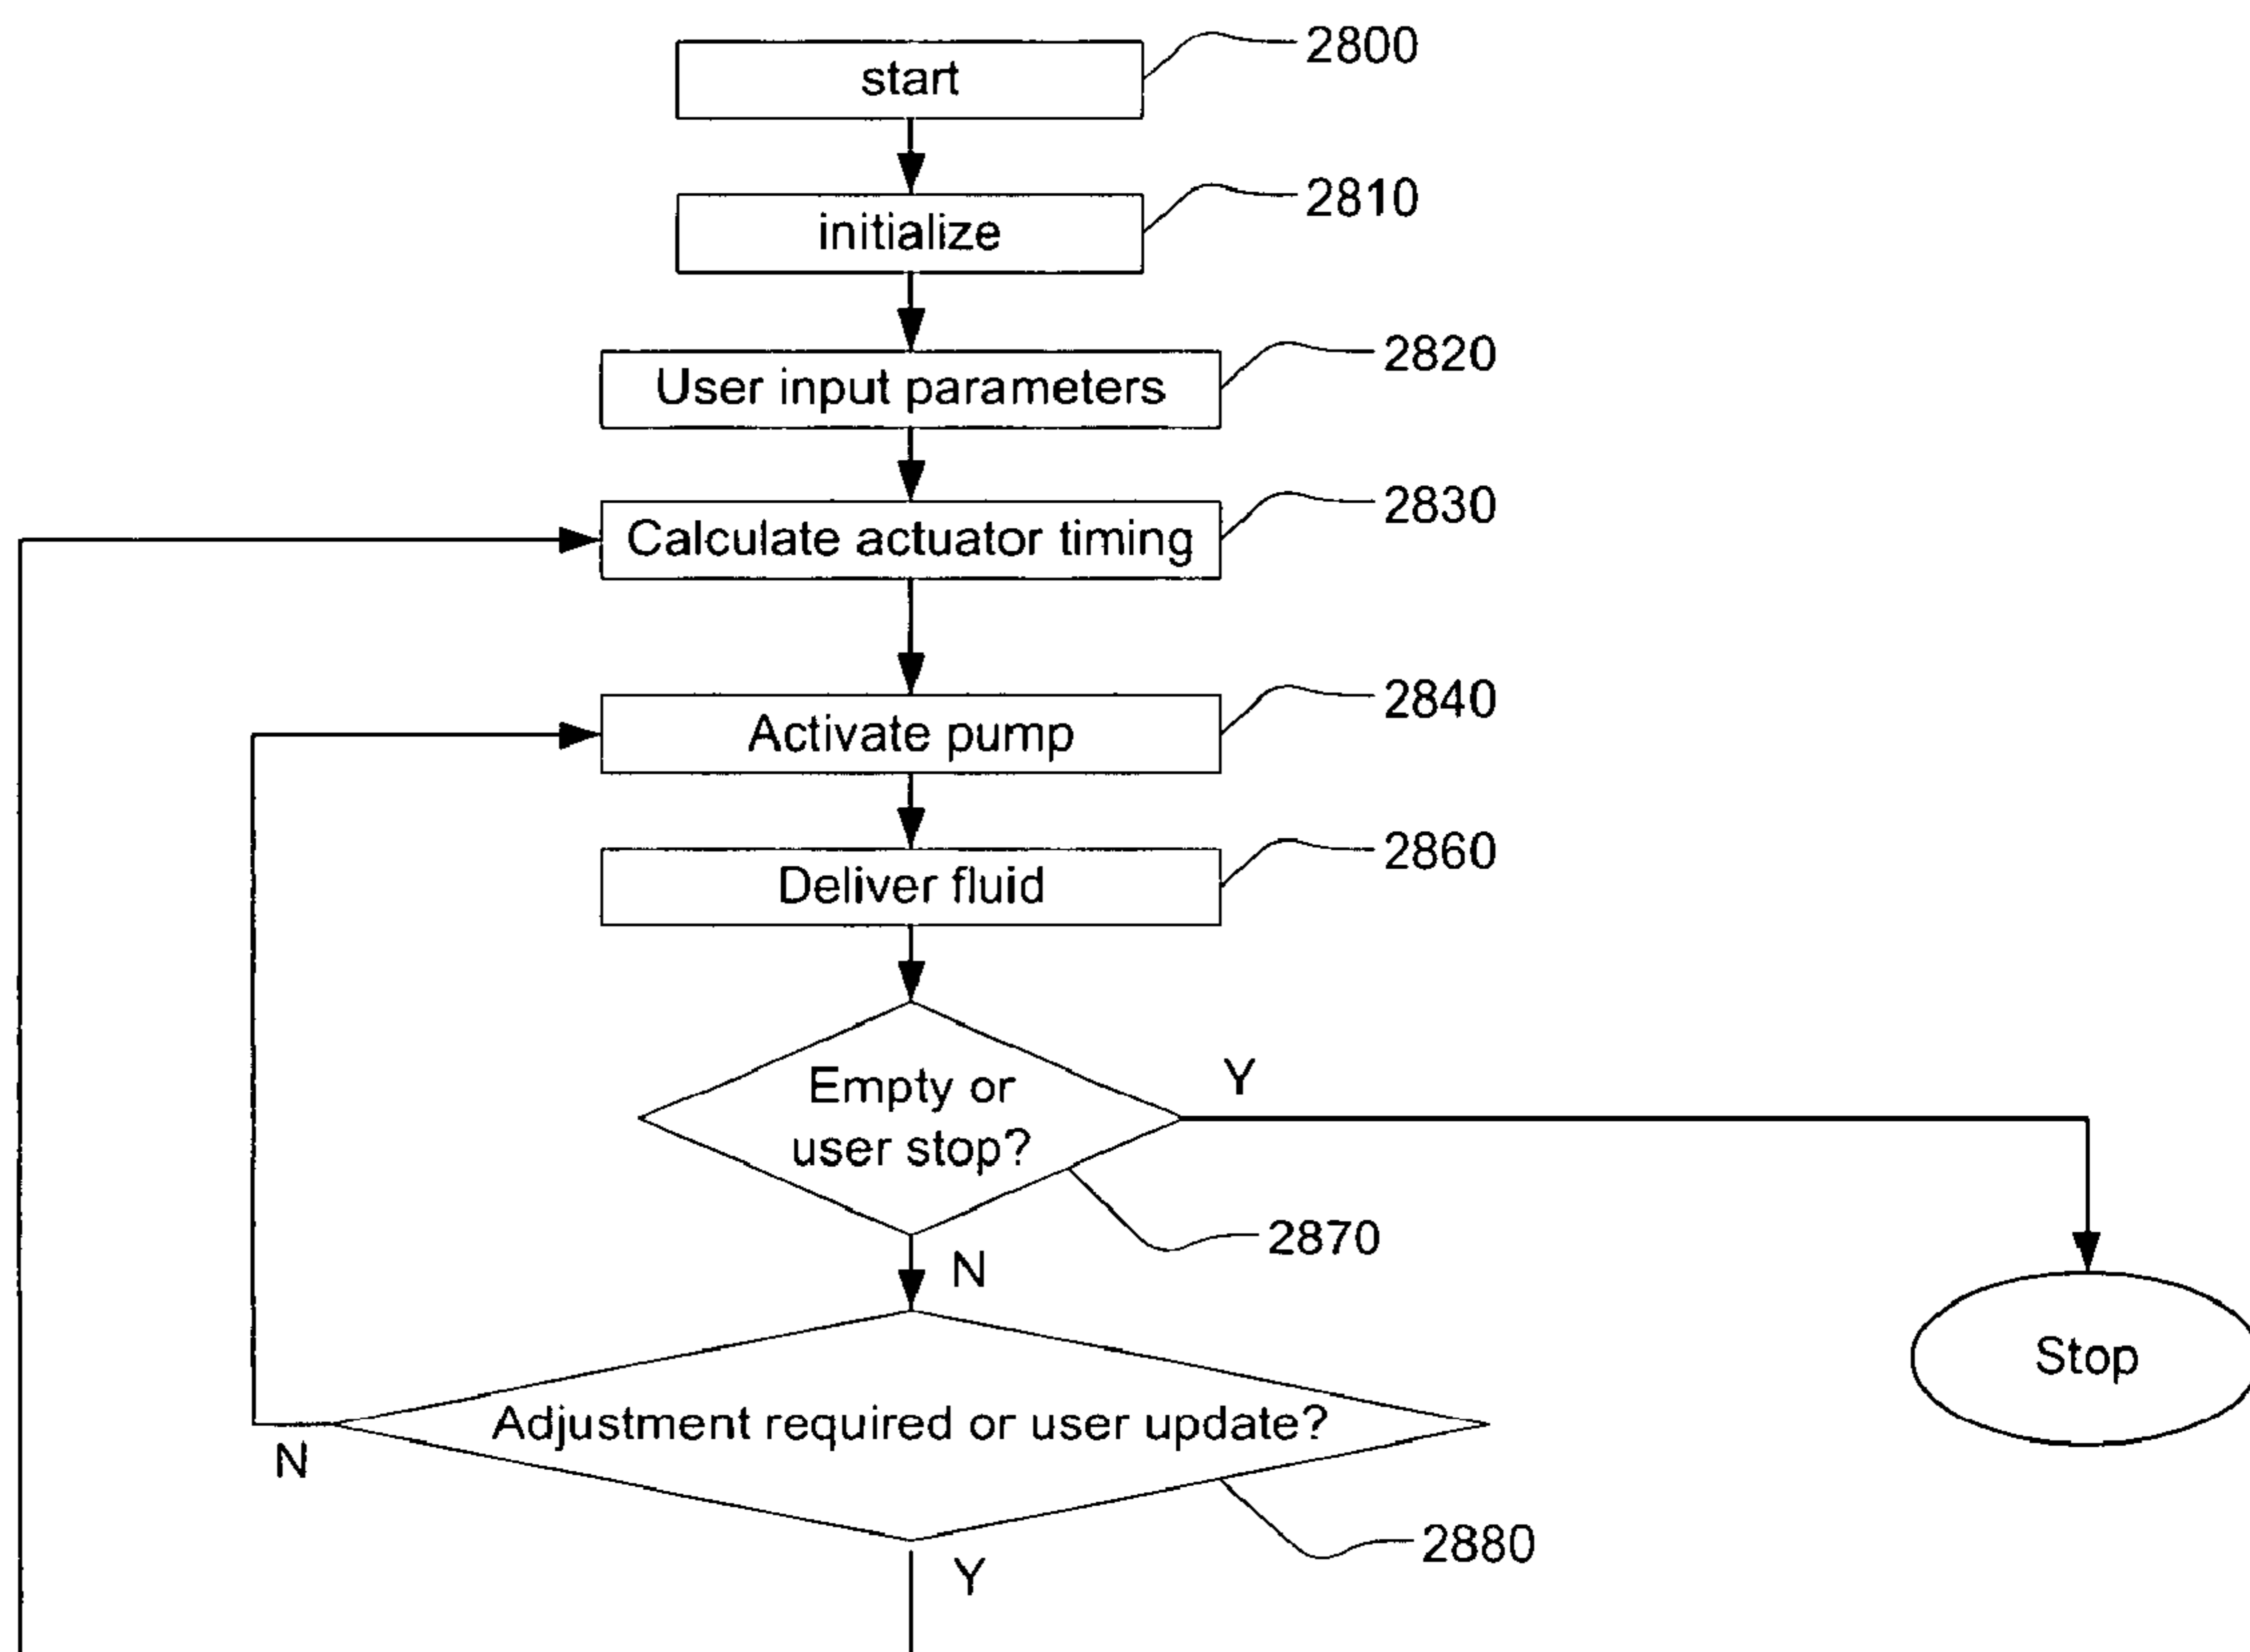 start
2800
initialize
2810
User input parameters
2820
Calculate actuator timing
2830
Activate pump
2840
Deliver fluid
2860
Empty or
user stop?
Y
2870
N
Stop
Adjustment required or user update?
N
2880
Y